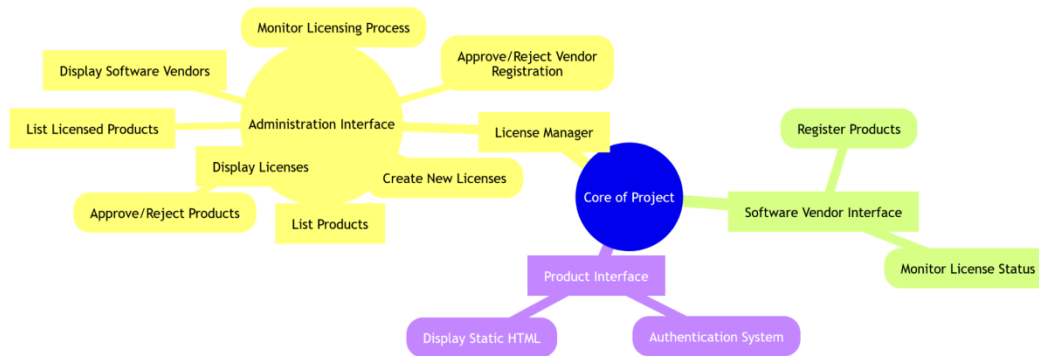 Monitor Licensing Process
Approve/Reject Vendor
Registration
Display Software Vendors
Administration Interface
List Licensed Products
License Manager
Register Products
Display Licenses
Create New Licenses
Core of Project
Approve/Reject Products
Software Vendor Interface
List Products
Monitor License Status
Product Interface
Display Static HTML
Authentication System